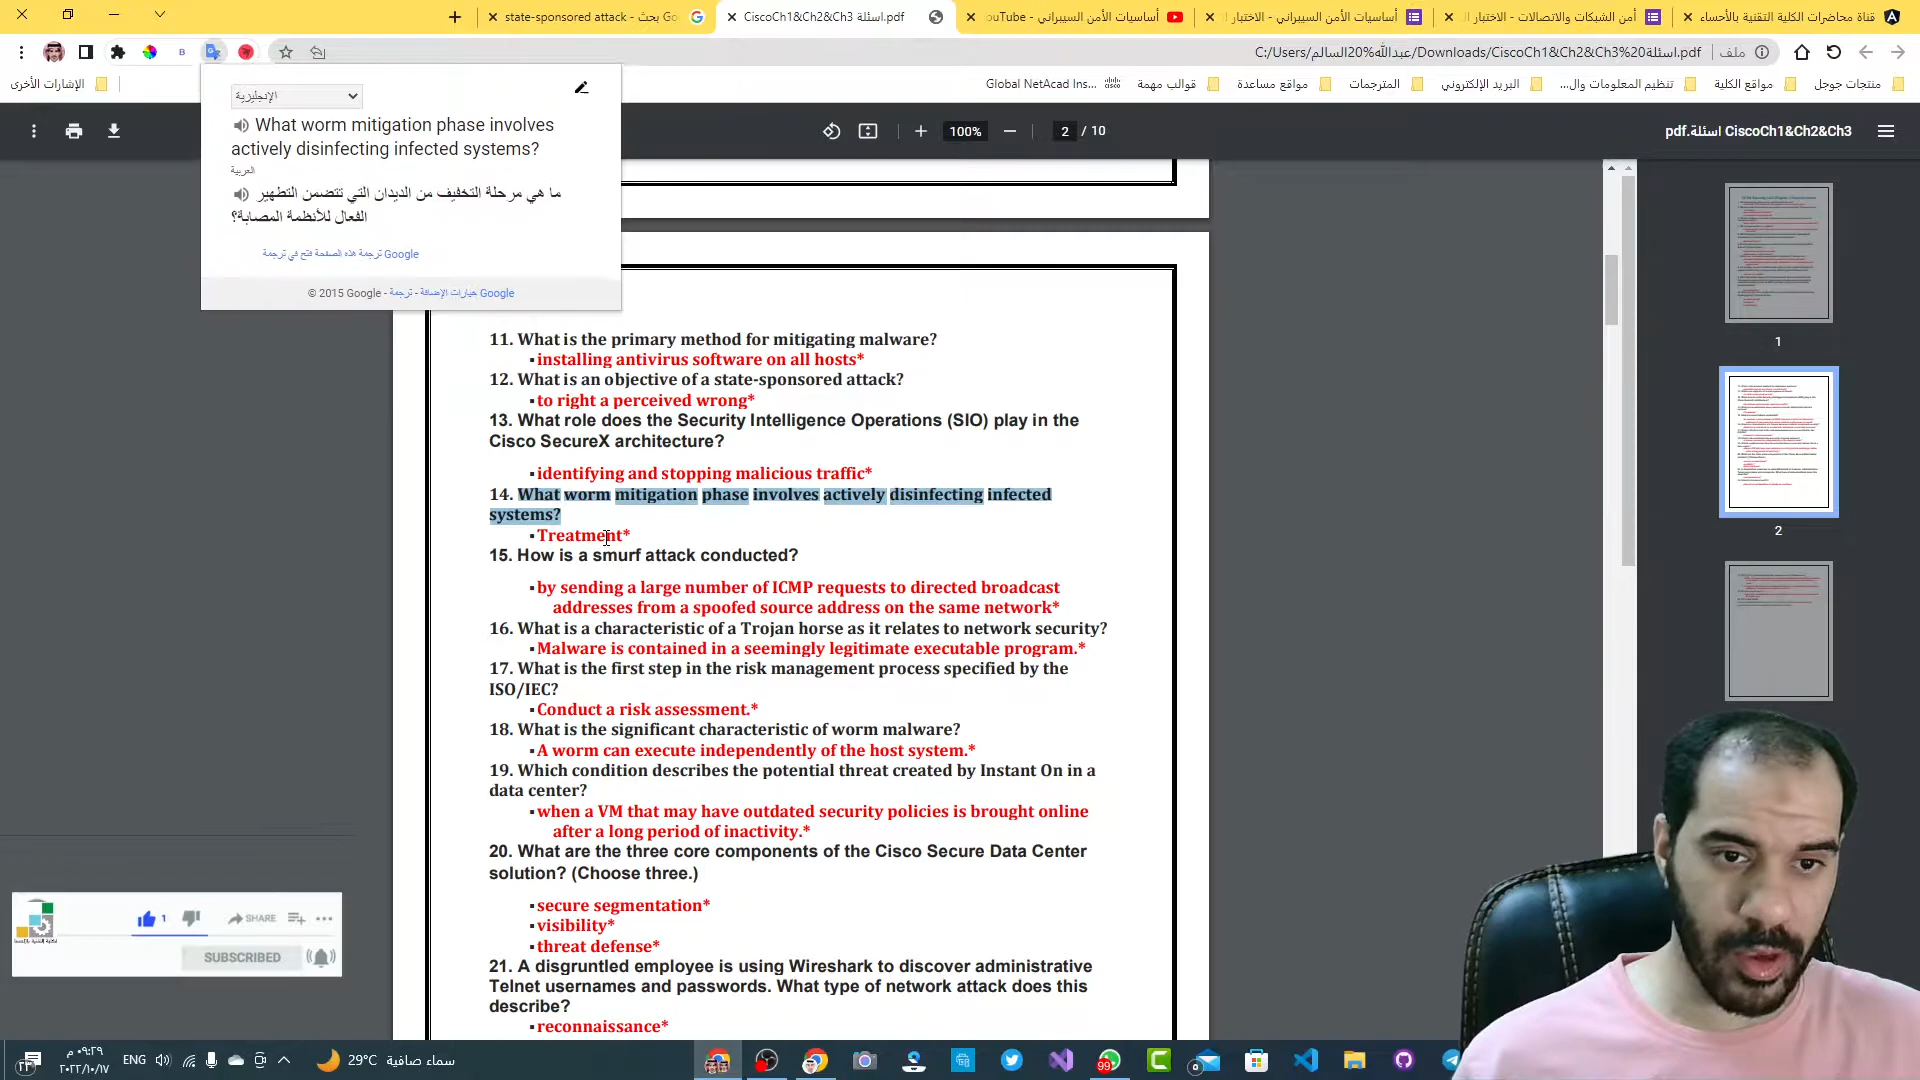 قناة محاضرات الكلية التقنية بالأحساء
أمن الشبكات والاتصالات - الاختبار
أساسيات الأمن السيبراني - الاختبار
أساسيات الأمن السيبراني - YouTube
CiscoCh1&Ch2&Ch3 اسئلة.pdf
state-sponsored attack - بحث Go
ملف
C:/Users/عبدالله%20السالم/Downloads/CiscoCh1&Ch2&Ch3%20اسئلة.pdf
منتجات جوجل
مواقع الكلية
تنظيم المعلومات وال...
البريد الإلكتروني
المترجمات
مواقع مساعدة
قوالب مهمة
Global NetAcad Ins...
الإشارات الأخرى
الإنجليزية
What worm mitigation phase involves
actively disinfecting infected systems?
العربية
ما هي مرحلة التخفيف من الديدان التي تتضمن التطهير
الفعال للأنظمة المصابة؟
ترجمة هذه الصفحة فتح في ترجمة Google
© 2015 Google - ترجمة - خيارات الإضافة Google
100%
2 / 10
CiscoCh1&Ch2&Ch3 اسئلة.pdf
11. What is the primary method for mitigating malware?
▪installing antivirus software on all hosts*
12. What is an objective of a state-sponsored attack?
▪to right a perceived wrong*
13. What role does the Security Intelligence Operations (SIO) play in the
Cisco SecureX architecture?
▪identifying and stopping malicious traffic*
14. What worm mitigation phase involves actively disinfecting infected
systems?
▪Treatment*
15. How is a smurf attack conducted?
▪by sending a large number of ICMP requests to directed broadcast
addresses from a spoofed source address on the same network*
16. What is a characteristic of a Trojan horse as it relates to network security?
▪Malware is contained in a seemingly legitimate executable program.*
17. What is the first step in the risk management process specified by the
ISO/IEC?
▪Conduct a risk assessment.*
18. What is the significant characteristic of worm malware?
▪A worm can execute independently of the host system.*
19. Which condition describes the potential threat created by Instant On in a
data center?
▪when a VM that may have outdated security policies is brought online
after a long period of inactivity.*
20. What are the three core components of the Cisco Secure Data Center
solution? (Choose three.)
▪secure segmentation*
▪visibility*
▪threat defense*
21. A disgruntled employee is using Wireshark to discover administrative
Telnet usernames and passwords. What type of network attack does this
describe?
▪reconnaissance*
1
2
1
SHARE
SUBSCRIBED
٠٩:٢٩ م
٢٠٢٢/١٠/١٧
ENG
29°C سماء صافية
99